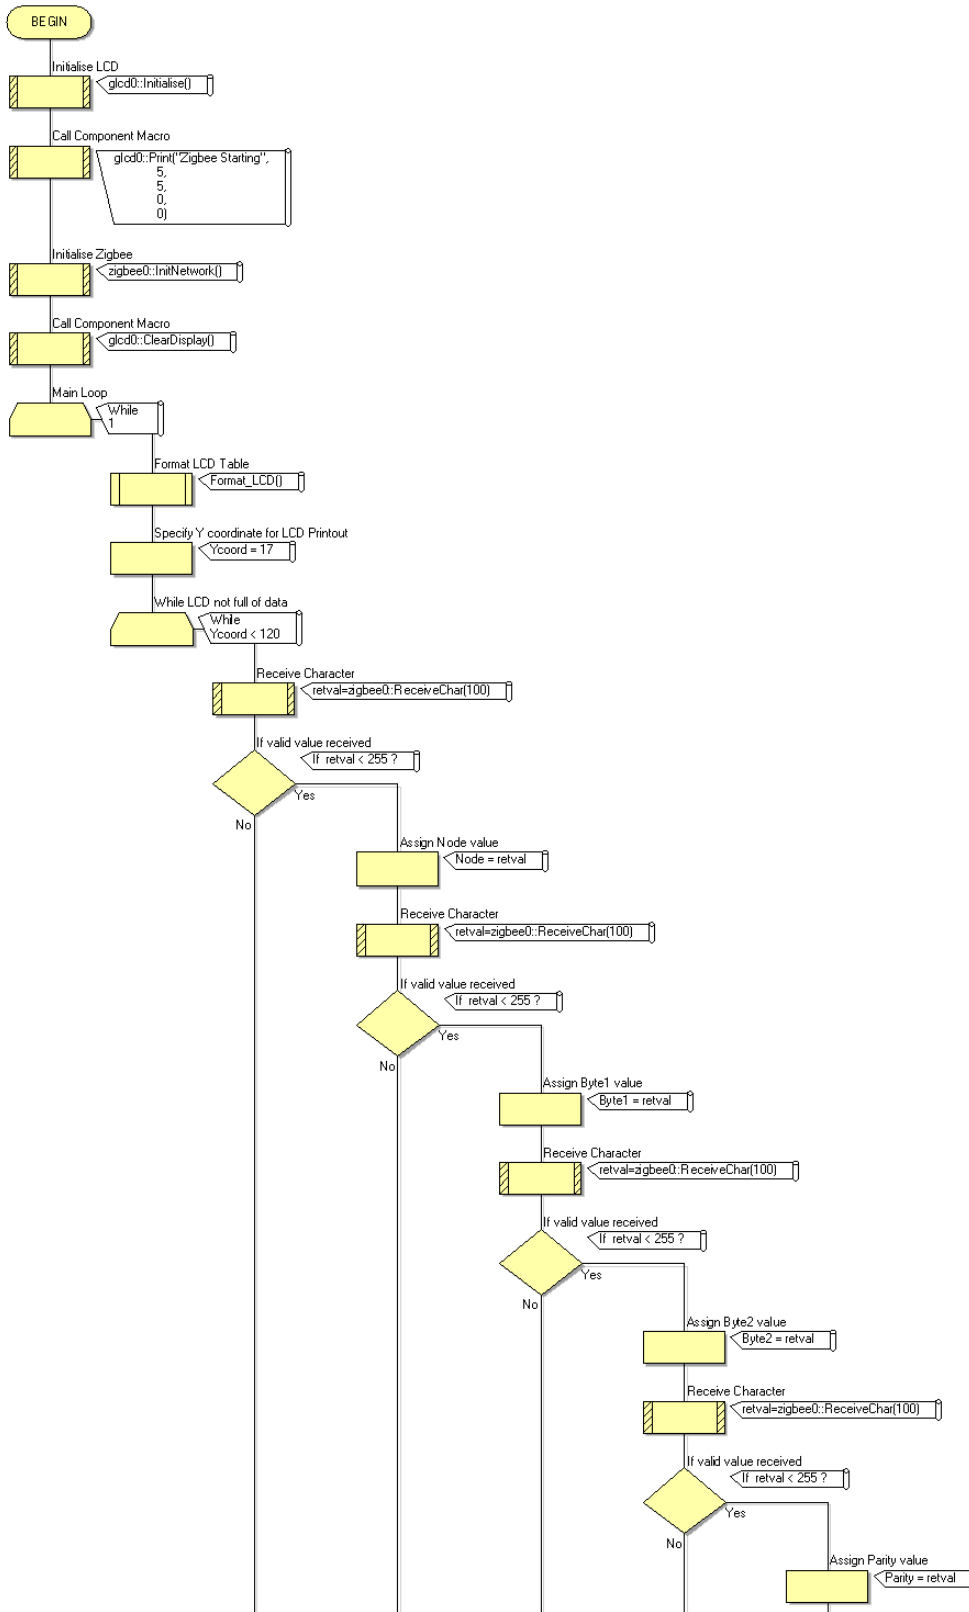 BEGIN
Initialise LCD
glcd0::Initialise()
Call Component Macro
glcd0::Print("Zigbee Starting",
5,
5,
0,
0)
Initialise Zigbee
zigbee0::InitNetwork()
Call Component Macro
glcd0::ClearDisplay()
Main Loop
While
1
Format LCD Table
Format_LCD()
Specify Y coordinate for LCD Printout
Ycoord = 17
While LCD not full of data
While
Ycoord < 120
Receive Character
retval=zigbee0::ReceiveChar(100)
If valid value received
If retval < 255 ?
Yes
No
Assign Node value
Node = retval
Receive Character
retval=zigbee0::ReceiveChar(100)
If valid value received
If retval < 255 ?
Yes
No
Assign Byte1 value
Byte1 = retval
Receive Character
retval=zigbee0::ReceiveChar(100)
If valid value received
If retval < 255 ?
Yes
No
Assign Byte2 value
Byte2 = retval
Receive Character
retval=zigbee0::ReceiveChar(100)
If valid value received
If retval < 255 ?
Yes
No
Assign Parity value
Parity = retval